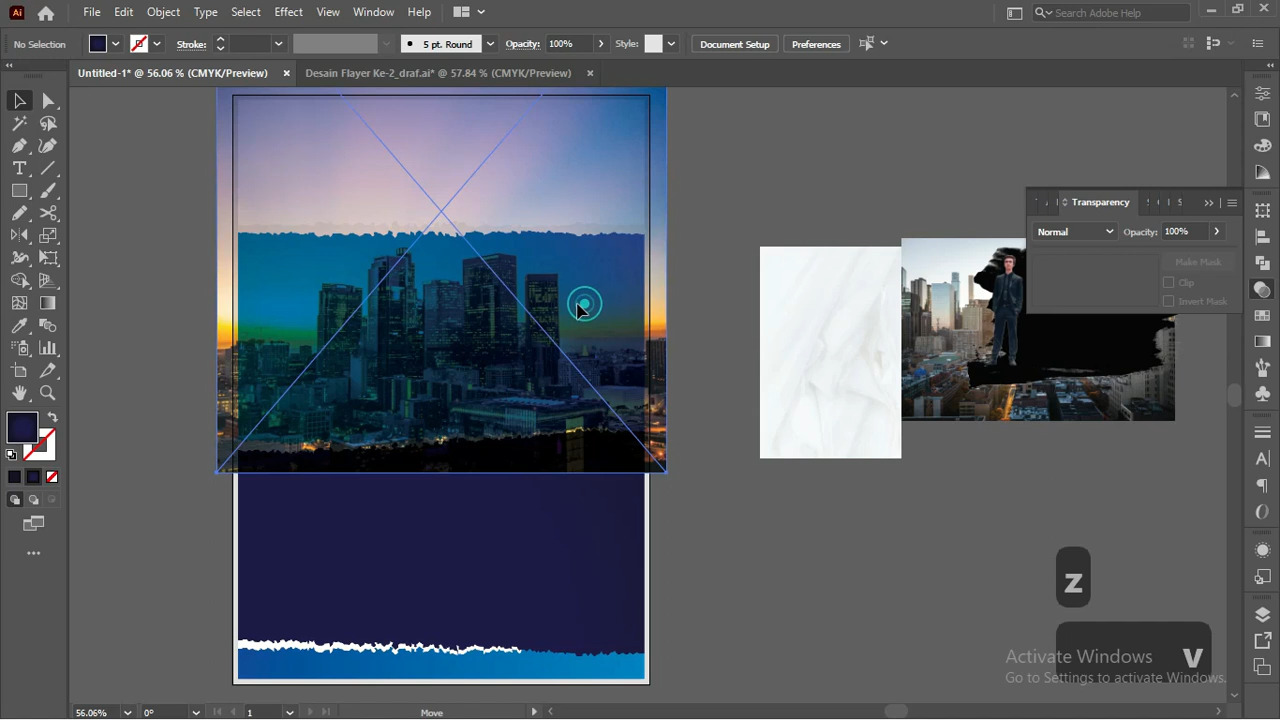 Ai
File Edit Object Type Select Effect View Window Help
Search Adobe Help
No Selection
Stroke:
5 pt. Round
Opacity: 100%
Style:
Document Setup
Preferences
Untitled-1* @ 56.06 % (CMYK/Preview)
Desain Flayer Ke-2_draf.ai* @ 57.84 % (CMYK/Preview)
Transparency
Normal
Opacity: 100%
Make Mask
Clip
Invert Mask
z
v
Activate Windows
Go to Settings to activate Windows.
56.06%
0°
1
Move